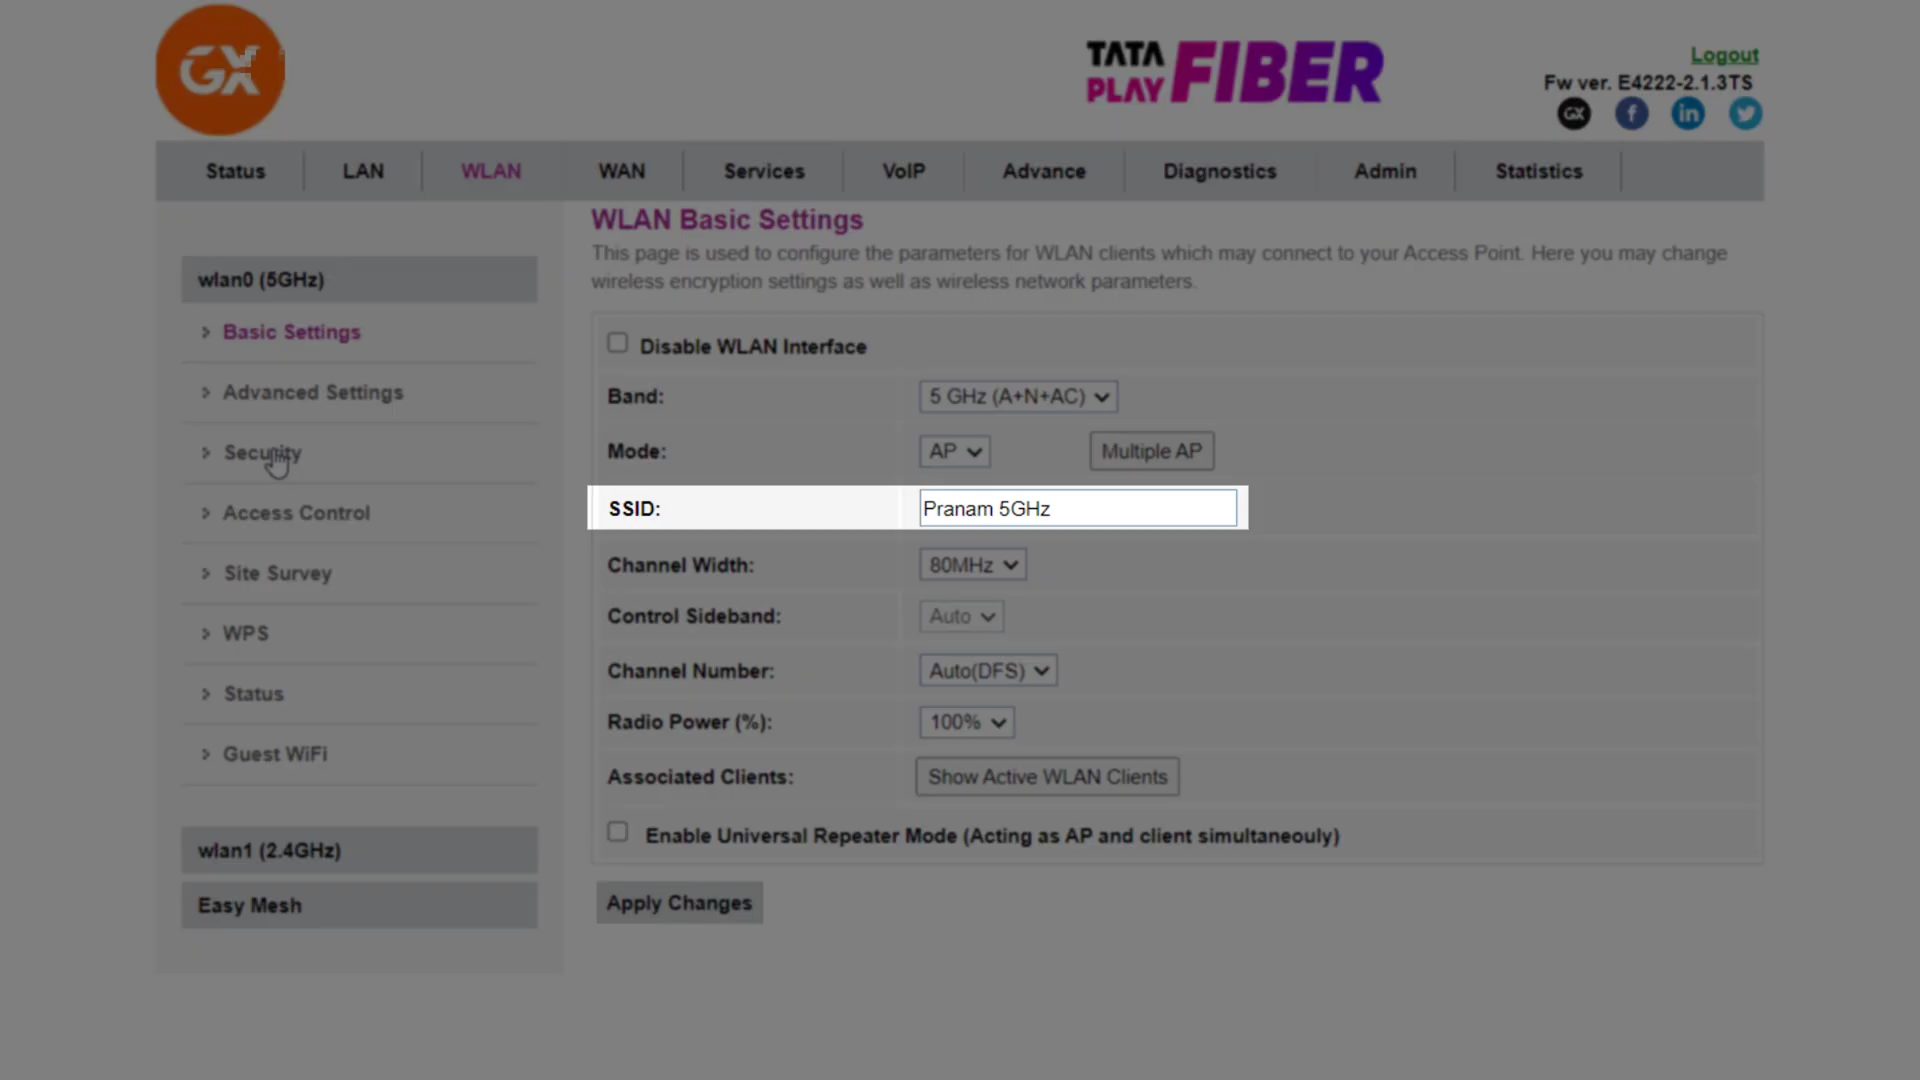 GX
TATA
PLAY FIBER
Logout
Fw ver. E4222-2.1.3TS
GX f in
Status LAN WLAN WAN Services VoIP Advance Diagnostics Admin Statistics
WLAN Basic Settings
This page is used to configure the parameters for WLAN clients which may connect to your Access Point. Here you may change
wireless encryption settings as well as wireless network parameters.
wlan0 (5GHz)
> Basic Settings
> Advanced Settings
> Security
> Access Control
> Site Survey
> WPS
> Status
> Guest WiFi
wlan1 (2.4GHz)
Easy Mesh
Disable WLAN Interface
Band: 5 GHz (A+N+AC)
Mode: AP Multiple AP
SSID: Pranam 5GHz
Channel Width: 80MHz
Control Sideband: Auto
Channel Number: Auto(DFS)
Radio Power (%): 100%
Associated Clients: Show Active WLAN Clients
Enable Universal Repeater Mode (Acting as AP and client simultaneouly)
Apply Changes